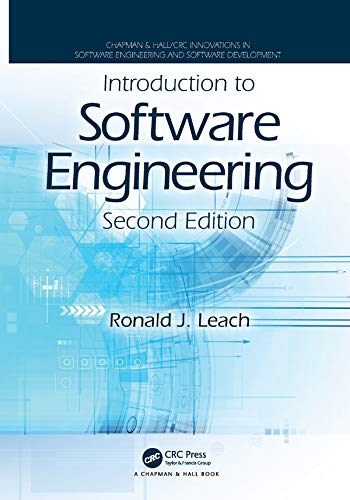 CHAPMAN & HALL/CRC INNOVATIONS IN
SOFTWARE ENGINEERING AND SOFTWARE DEVELOPMENT
Introduction to
Software
Engineering
Second Edition
Ronald J. Leach
CRC
CRC Press
Taylor & Francis Group
A CHAPMAN & HALL BOOK